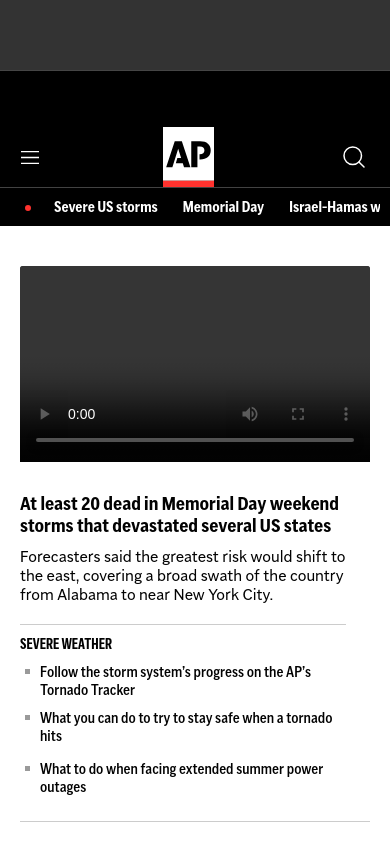 AP
Severe US storms Memorial Day Israel-Hamas w
0:00
At least 20 dead in Memorial Day weekend
storms that devastated several US states
Forecasters said the greatest risk would shift to
the east, covering a broad swath of the country
from Alabama to near New York City.
SEVERE WEATHER
Follow the storm system’s progress on the AP’s
Tornado Tracker
What you can do to try to stay safe when a tornado
hits
What to do when facing extended summer power
outages